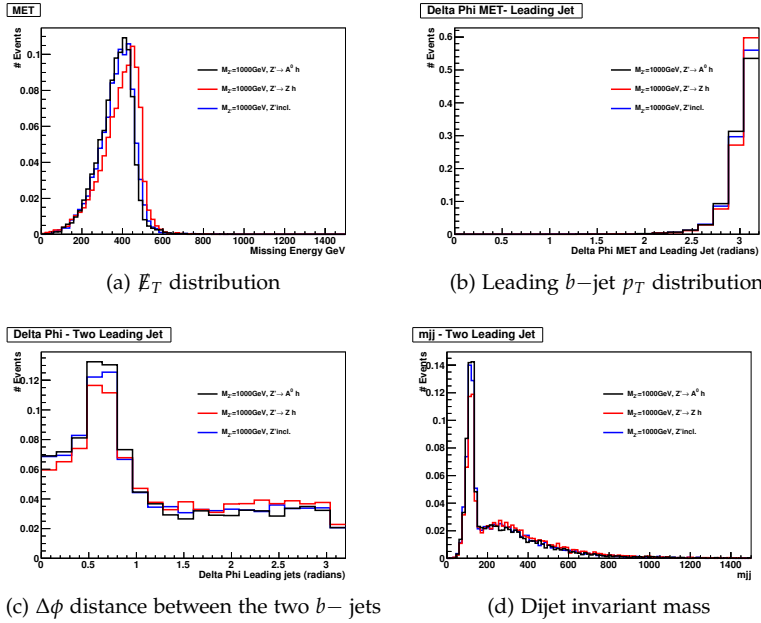 MET
# Events
0.1
0.08
0.06
0.04
0.02
0
M_Z=1000GeV, Z'→ A⁰ h
M_Z=1000GeV, Z'→ Z h
M_Z=1000GeV, Z'incl.
0 200 400 600 800 1000 1200 1400
Missing Energy GeV
(a) E̸_T distribution
Delta Phi MET- Leading Jet
# Events
0.6
0.5
0.4
0.3
0.2
0.1
0
M_Z=1000GeV, Z'→ A⁰ h
M_Z=1000GeV, Z'→ Z h
M_Z=1000GeV, Z'incl.
0 0.5 1 1.5 2 2.5 3
Delta Phi MET and Leading Jet (radians)
(b) Leading b−jet p_T distribution
Delta Phi - Two Leading Jet
# Events
0.12
0.1
0.08
0.06
0.04
0.02
0
M_Z=1000GeV, Z'→ A⁰ h
M_Z=1000GeV, Z'→ Z h
M_Z=1000GeV, Z'incl.
0 0.5 1 1.5 2 2.5 3
Delta Phi Leading jets (radians)
(c) Δϕ distance between the two b− jets
mjj - Two Leading Jet
# Events
0.14
0.12
0.1
0.08
0.06
0.04
0.02
0
M_Z=1000GeV, Z'→ A⁰ h
M_Z=1000GeV, Z'→ Z h
M_Z=1000GeV, Z'incl.
0 200 400 600 800 1000 1200 1400
mjj
(d) Dijet invariant mass